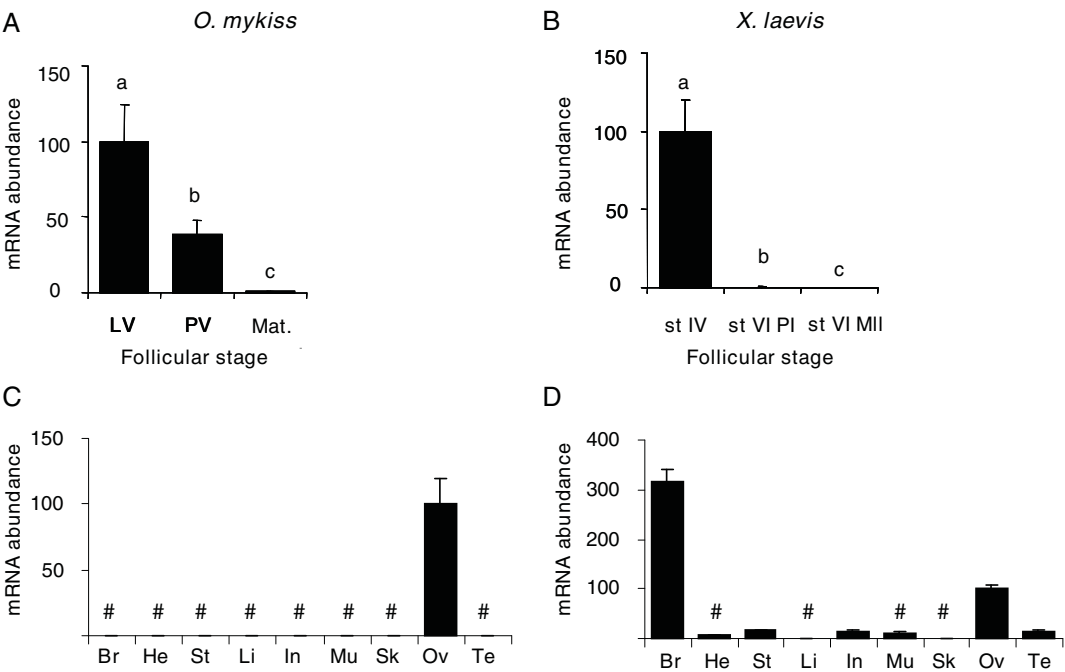 A
O. mykiss
mRNA abundance
150
100
50
0
a
b
c
LV PV Mat.
Follicular stage
B
X. laevis
mRNA abundance
150
100
50
0
a
b
c
st IV st VI PI st VI MII
Follicular stage
C
mRNA abundance
150
100
50
# # # # # # # #
Br He St Li In Mu Sk Ov Te
D
mRNA abundance
400
300
200
100
# # # #
Br He St Li In Mu Sk Ov Te